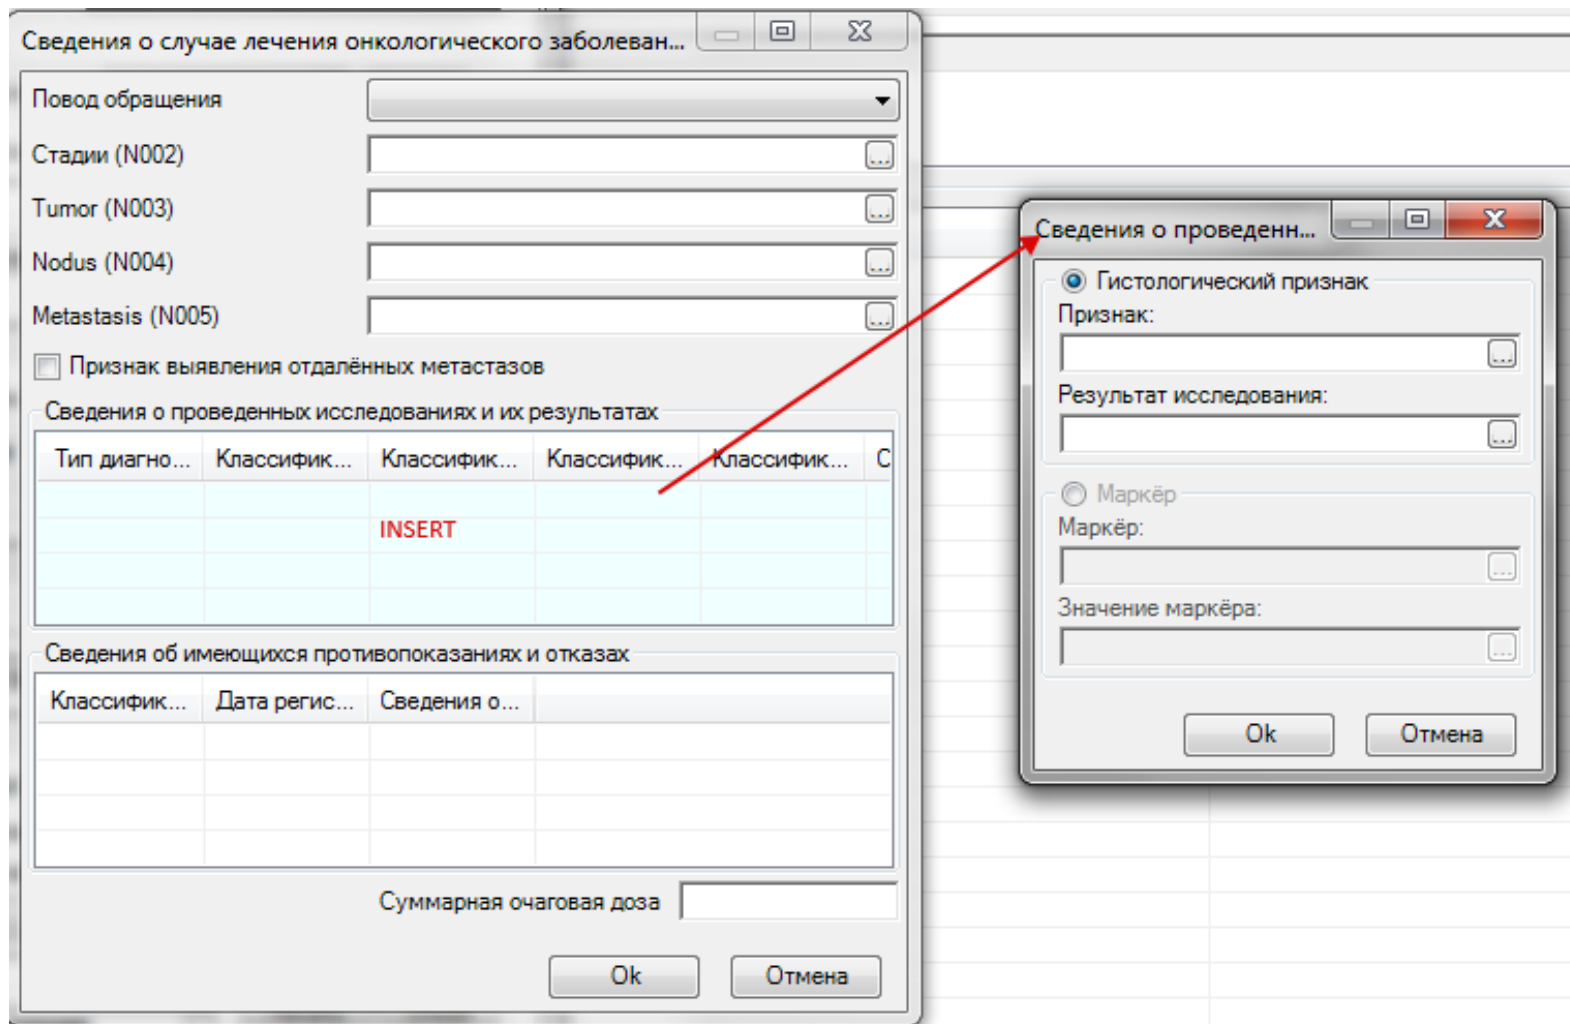 Сведения о случае лечения онкологического заболеван...
Повод обращения
Стадии (N002)
...
Tumor (N003)
...
Nodus (N004)
...
Metastasis (N005)
...
Признак выявления отдалённых метастазов
Сведения о проведенных исследованиях и их результатах
Тип диагно... Классифик... Классифик... Классифик... Классифик... С
INSERT
Сведения об имеющихся противопоказаниях и отказах
Классифик... Дата регис... Сведения о...
Суммарная очаговая доза
Ok Отмена
Сведения о проведенн...
Гистологический признак
Признак:
...
Результат исследования:
...
Маркёр
Маркёр:
...
Значение маркёра:
...
Ok Отмена